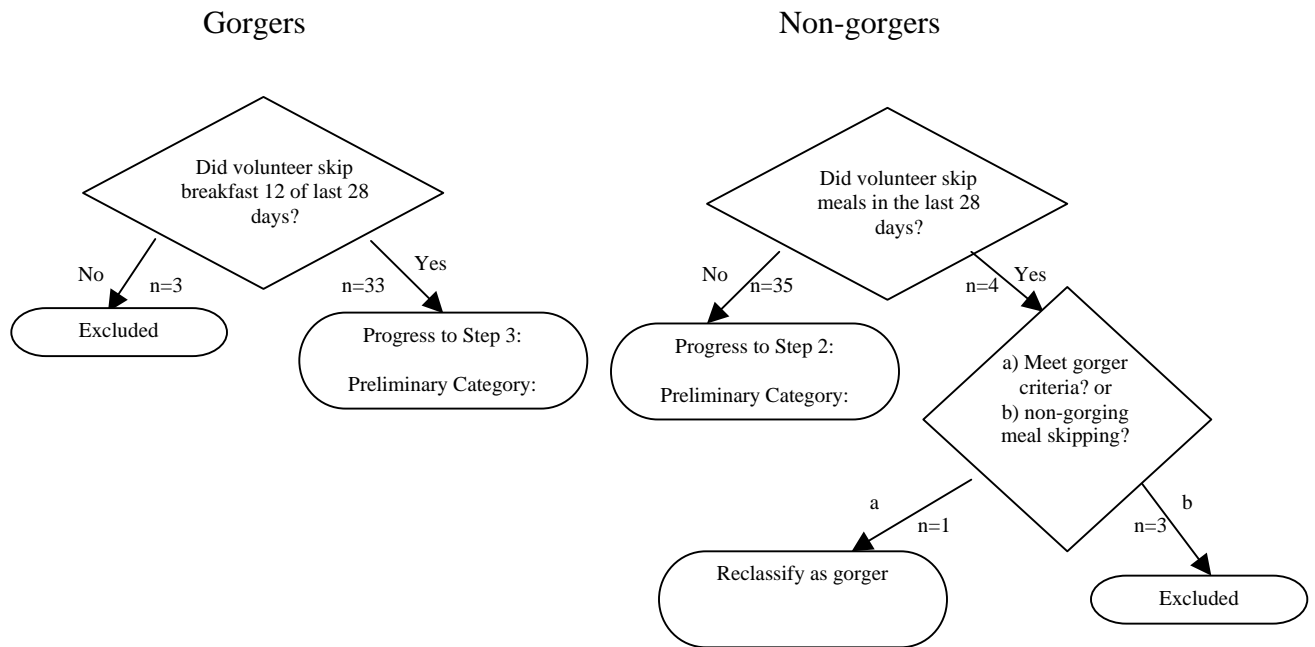 Gorgers
Did volunteer skip
breakfast 12 of last 28
days?
No
n=3
Yes
n=33
Excluded
Progress to Step 3:
Preliminary Category:
Non-gorgers
Did volunteer skip
meals in the last 28
days?
No
n=35
Yes
n=4
Progress to Step 2:
Preliminary Category:
a) Meet gorger
criteria? or
b) non-gorging
meal skipping?
a
n=1
b
n=3
Reclassify as gorger
Excluded